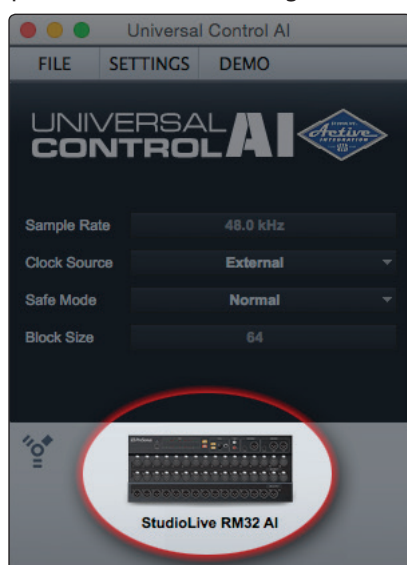 Universal Control AI
FILE SETTINGS DEMO
UNIVERSAL
CONTROL AI
Active
INTEGRATION
Sample Rate 48.0 kHz
Clock Source External
Safe Mode Normal
Block Size 64
StudioLive RM32 AI